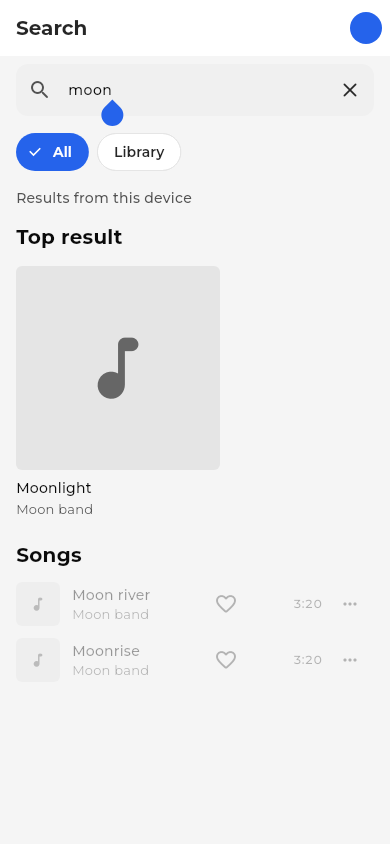 Search
moon
All
Library
Results from this device
Top result
Moonlight
Moon band
Songs
Moon river
Moon band
3:20
Moonrise
Moon band
3:20